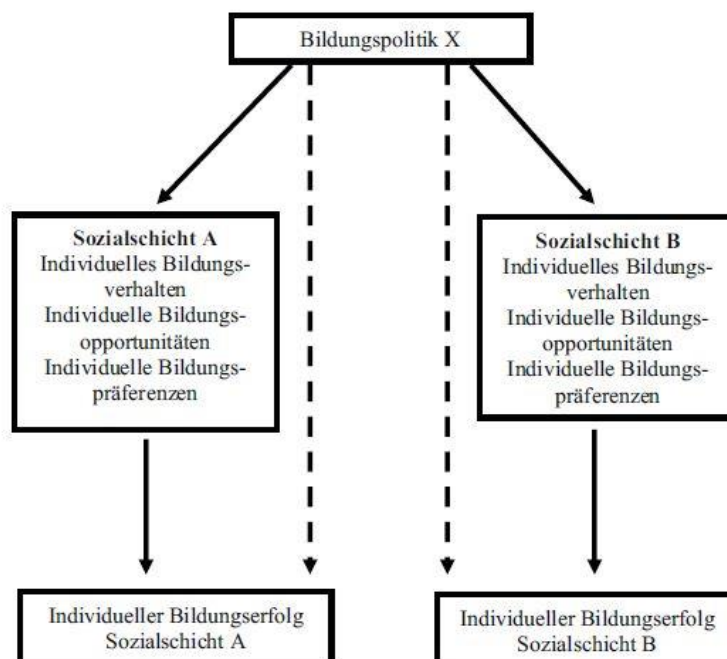 Bildungspolitik X
Sozialschicht A
Individuelles Bildungs-
verhalten
Individuelle Bildungs-
opportunitäten
Individuelle Bildungs-
präferenzen
Sozialschicht B
Individuelles Bildungs-
verhalten
Individuelle Bildungs-
opportunitäten
Individuelle Bildungs-
präferenzen
Individueller Bildungserfolg
Sozialschicht A
Individueller Bildungserfolg
Sozialschicht B